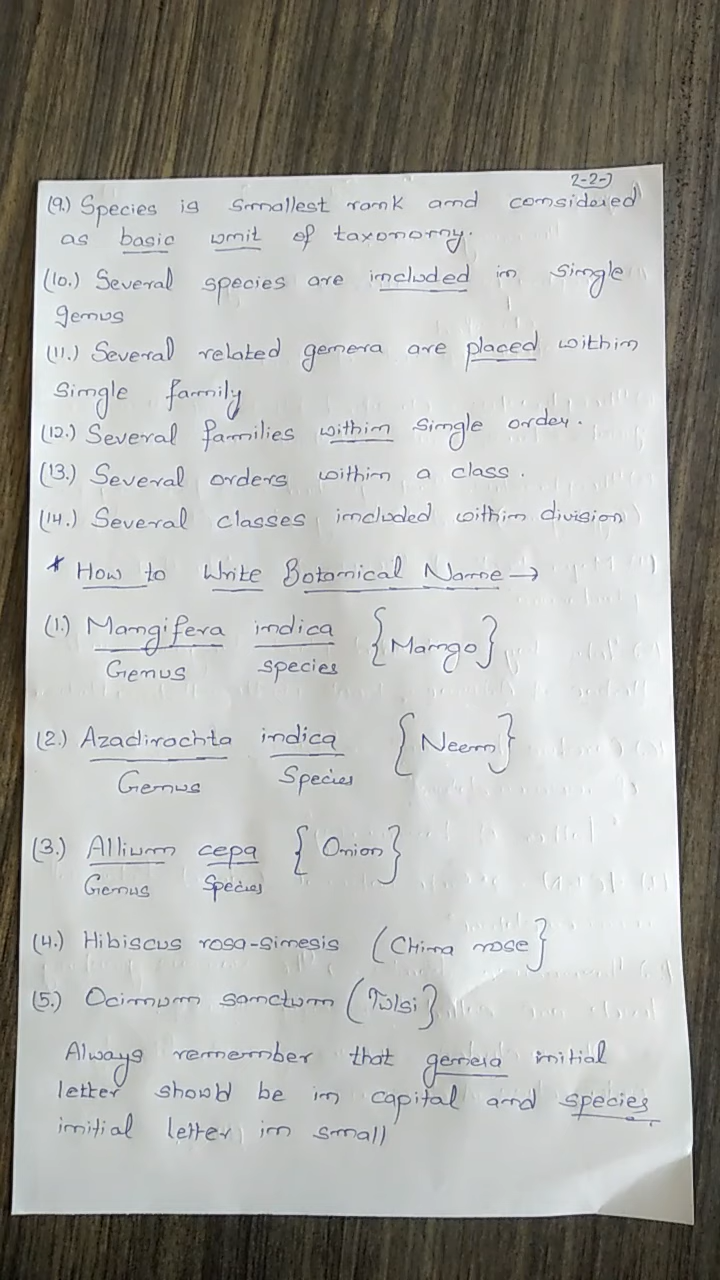 2-2-2
(9.) Species is smallest rank and considered
as basic unit of taxonomy.
(10.) Several species are included in single
genus
(11.) Several related genera are placed within
single family
(12.) Several families within single order.
(13.) Several orders within a class.
(14.) Several classes included within division
* How to Write Botanical Name →
(1.) Mangifera indica {Mango}
Genus species
(2.) Azadirachta indica {Neem}
Genus Species
(3.) Allium cepa {Onion}
Genus Species
(4.) Hibiscus rosa-sinesis (China rose}
(5.) Ocimum sanctum (Tulsi}
Always remember that genera initial
letter should be in capital and species
initial letter in small